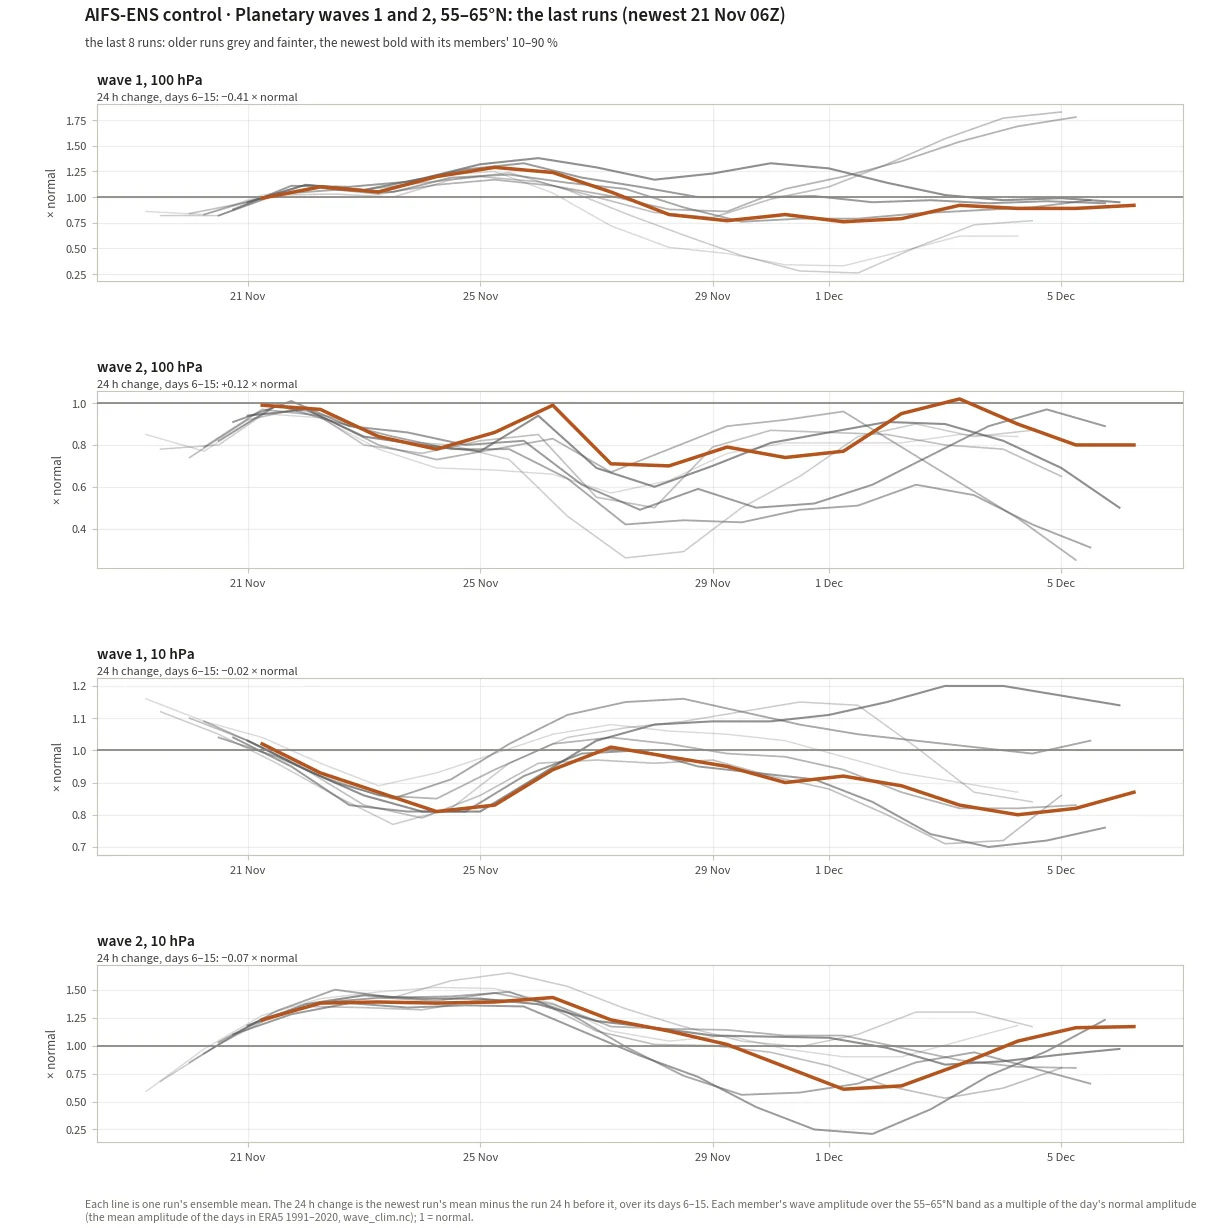 AIFS-ENS control · Planetary waves 1 and 2, 55–65°N: the last runs (newest 21 Nov 06Z)
the last 8 runs: older runs grey and fainter, the newest bold with its members' 10–90 %
wave 1, 100 hPa
24 h change, days 6–15: −0.41 × normal
1.75
1.50
1.25
1.00
0.75
0.50
0.25
× normal
21 Nov 25 Nov 29 Nov 1 Dec 5 Dec
wave 2, 100 hPa
24 h change, days 6–15: +0.12 × normal
1.0
0.8
0.6
0.4
× normal
21 Nov 25 Nov 29 Nov 1 Dec 5 Dec
wave 1, 10 hPa
24 h change, days 6–15: −0.02 × normal
1.2
1.1
1.0
0.9
0.8
0.7
× normal
21 Nov 25 Nov 29 Nov 1 Dec 5 Dec
wave 2, 10 hPa
24 h change, days 6–15: −0.07 × normal
1.50
1.25
1.00
0.75
0.50
0.25
× normal
21 Nov 25 Nov 29 Nov 1 Dec 5 Dec
Each line is one run's ensemble mean. The 24 h change is the newest run's mean minus the run 24 h before it, over its days 6–15. Each member's wave amplitude over the 55–65°N band as a multiple of the day's normal amplitude
(the mean amplitude of the days in ERA5 1991–2020, wave_clim.nc); 1 = normal.